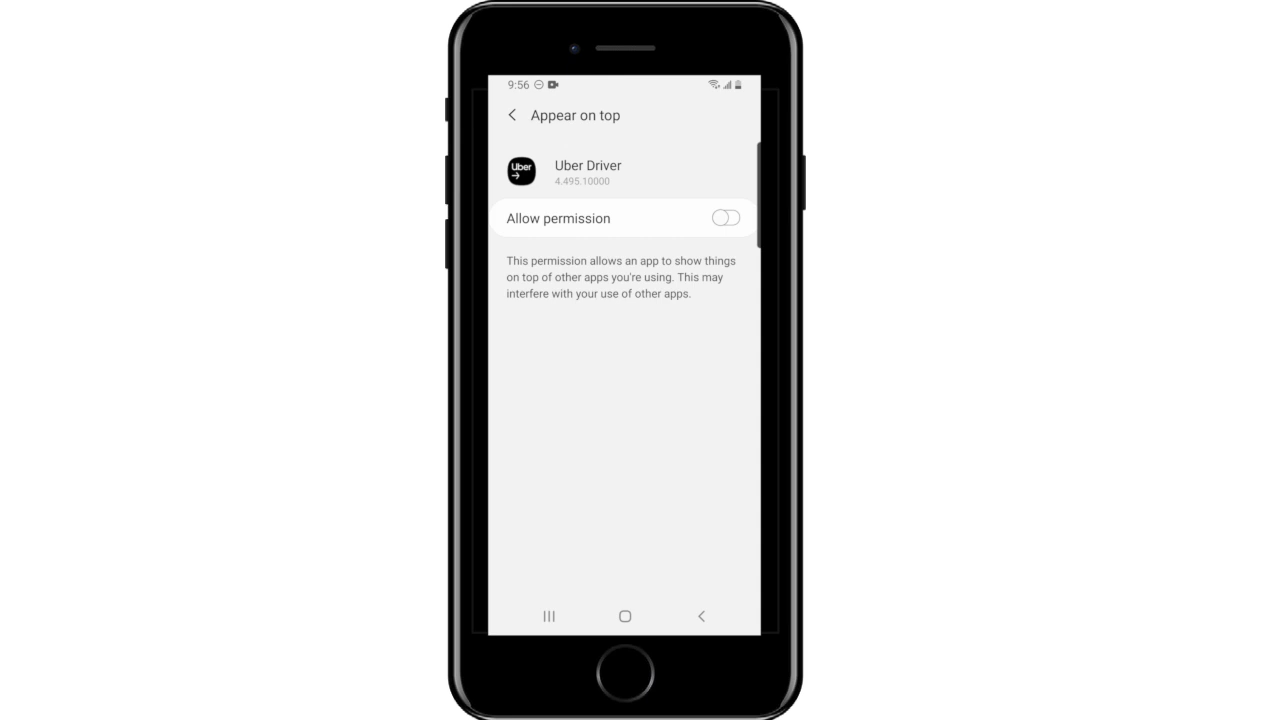 9:56
Appear on top
Uber
Uber Driver
4.495.10000
Allow permission
This permission allows an app to show things
on top of other apps you're using. This may
interfere with your use of other apps.